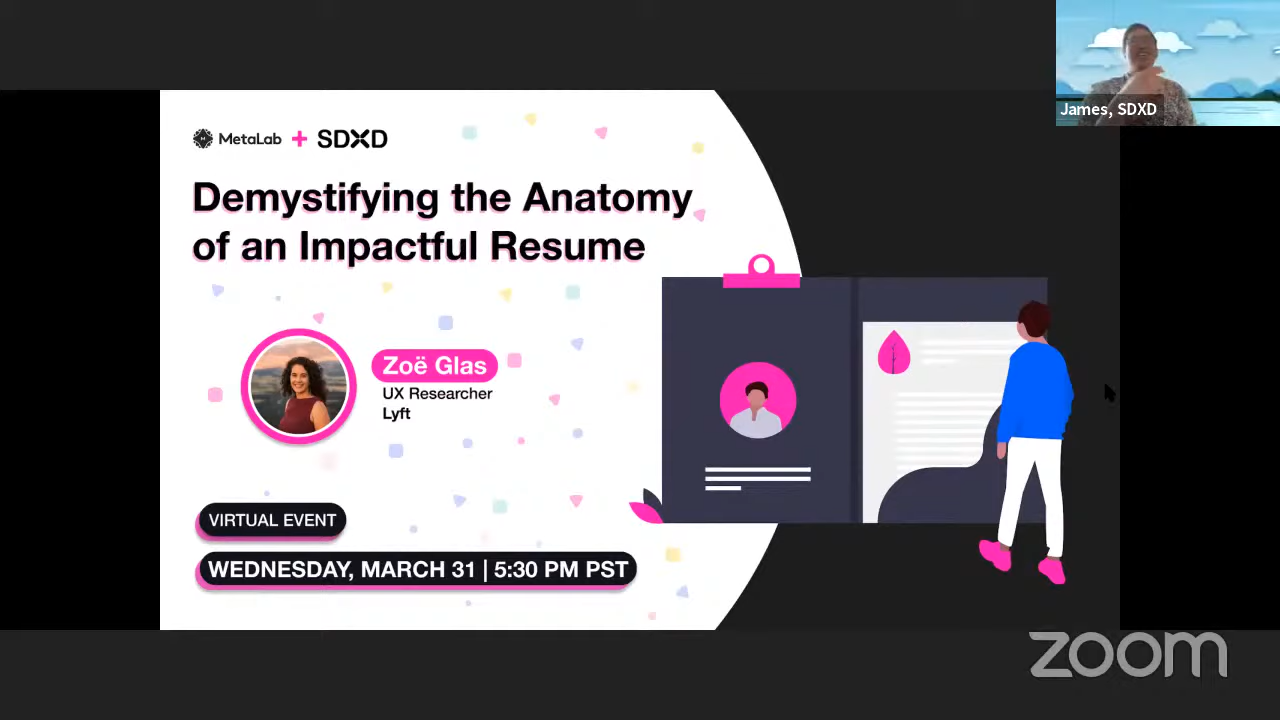 James, SDXD
MetaLab + SDXD
Demystifying the Anatomy
of an Impactful Resume
Zoë Glas
UX Researcher
Lyft
VIRTUAL EVENT
WEDNESDAY, MARCH 31 | 5:30 PM PST
zoom